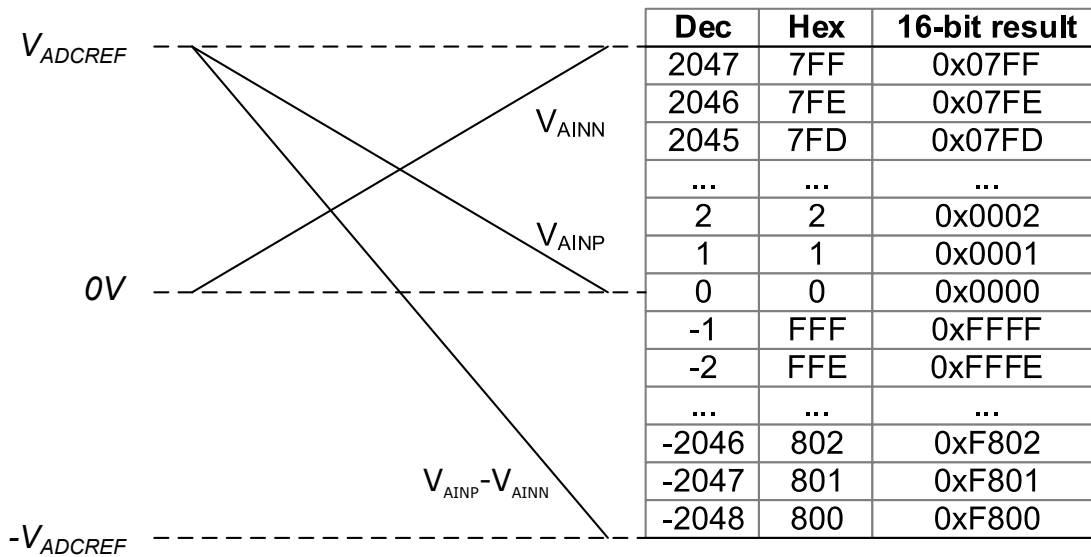 Dec Hex 16-bit result
V_ADCREF
2047 7FF 0x07FF
2046 7FE 0x07FE
V_AINN
2045 7FD 0x07FD
... ... ...
2 2 0x0002
V_AINP
1 1 0x0001
0V
0 0 0x0000
-1 FFF 0xFFFF
-2 FFE 0xFFFE
... ... ...
-2046 802 0xF802
V_AINP-V_AINN
-2047 801 0xF801
-2048 800 0xF800
-V_ADCREF